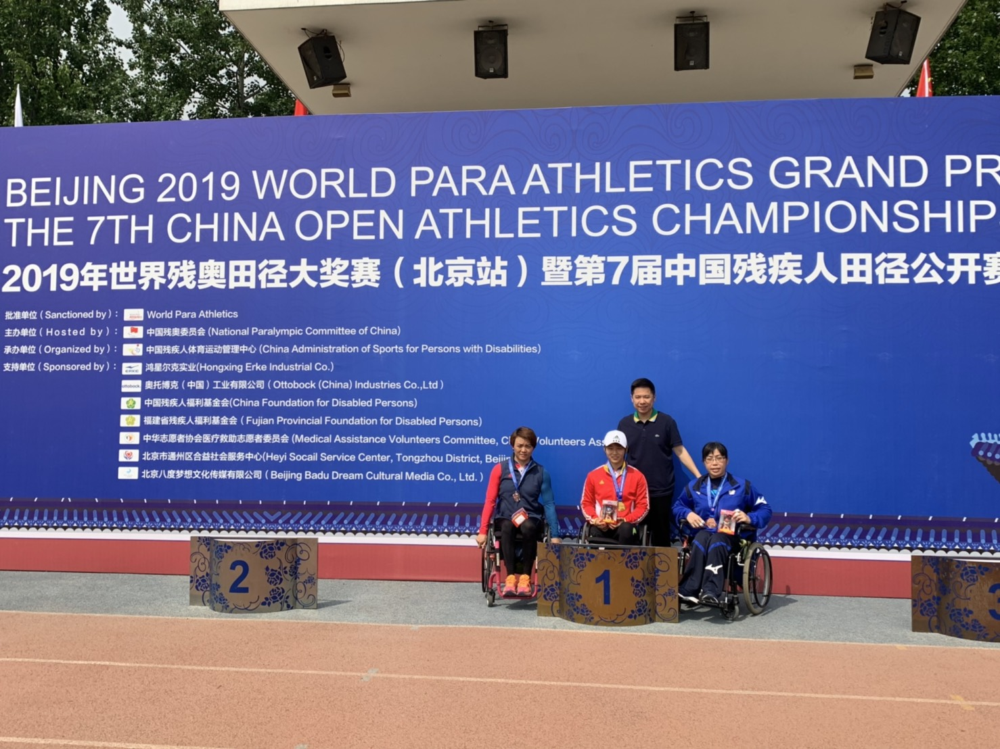 BEIJING 2019 WORLD PARA ATHLETICS GRAND PR
THE 7TH CHINA OPEN ATHLETICS CHAMPIONSHIP
2019年世界残奥田径大奖赛（北京站）暨第7届中国残疾人田径公开赛
批准单位（Sanctioned by）： World Para Athletics
主办单位（Hosted by）： 中国残奥委员会 (National Paralympic Committee of China)
承办单位（Organized by）： 中国残疾人体育运动管理中心 (China Administration of Sports for Persons with Disabilities)
支持单位（Sponsored by）： ERKE 鸿星尔克实业(Hongxing Erke Industrial Co.)
ottobock 奥托博克（中国）工业有限公司（Ottobock (China) Industries Co.,Ltd）
中国残疾人福利基金会(China Foundation for Disabled Persons)
福建省残疾人福利基金会（Fujian Provincial Foundation for Disabled Persons)
中华志愿者协会医疗救助志愿者委员会 (Medical Assistance Volunteers Committee, C Volunteers Ass
北京市通州区合益社会服务中心(Heyi Socail Service Center, Tongzhou District, Beijin
北京八度梦想文化传媒有限公司（Beijing Badu Dream Cultural Media Co., Ltd.）
2
1
3